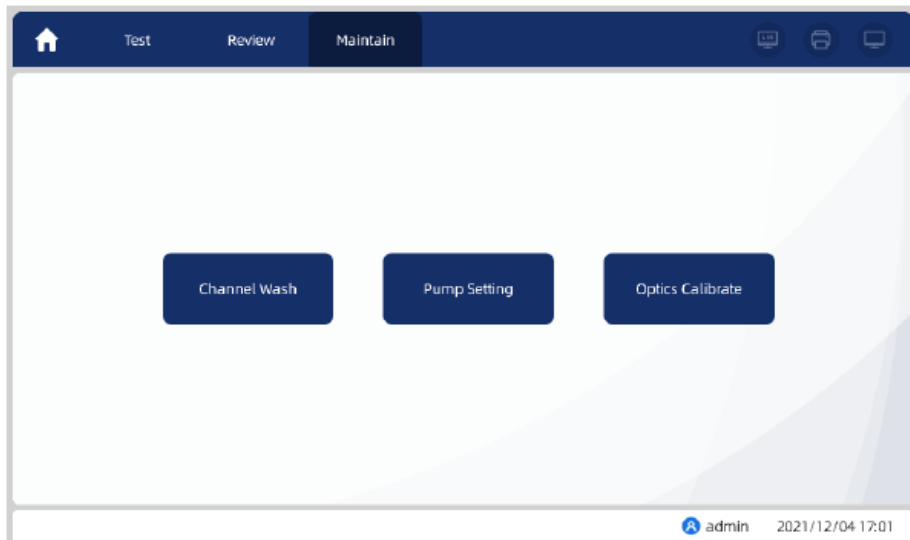 Test Review Maintain
Channel Wash Pump Setting Optics Calibrate
admin 2021/12/04 17:01